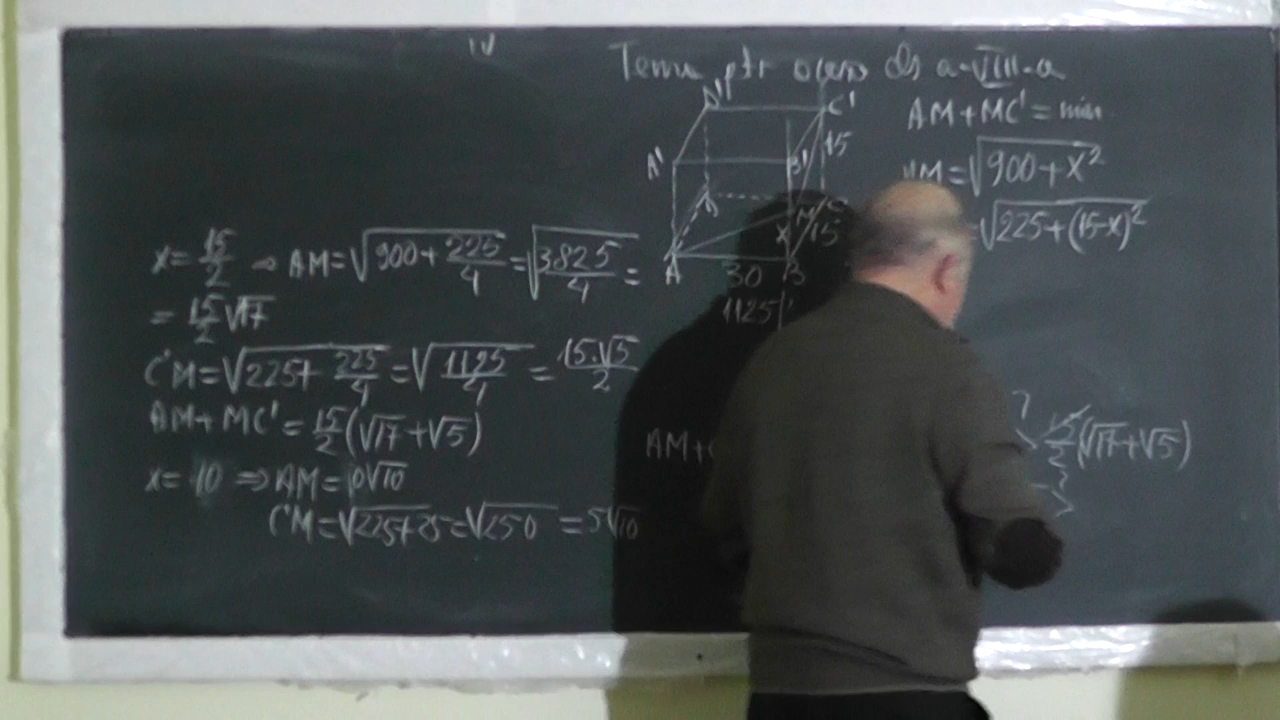 IV
Tema ptr a-VIII-a
D' C'
A' B' 15
AM+MC'=min
M=√900+x²
=√225+(15-x)²
D M C
x 15
A 30 B
1125
x=15/2 ⇒ AM=√900+225/4=√3825/4=
=15/2√17
C'M=√225+225/4=√1125/4=15·√5/2
AM+MC'=15/2(√17+√5)
x=10 ⇒ AM=10√10
C'M=√225+25=√250=5√10
AM+
?
> 15/2(√17+√5)